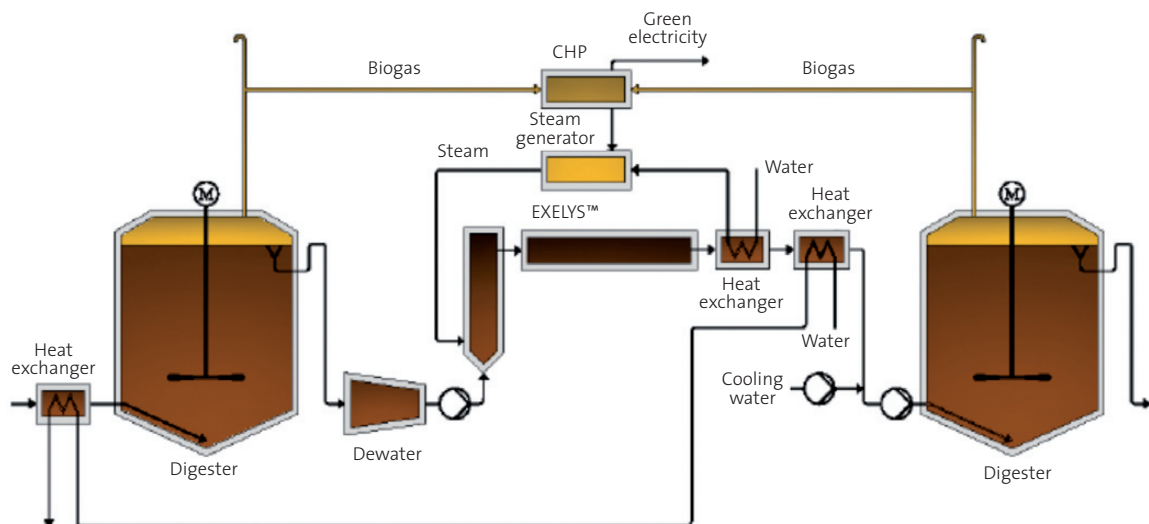 Green
electricity
CHP
Biogas
Biogas
Steam
generator
Steam
Water
Heat
exchanger
M
M
EXELYS™
Heat
exchanger
Heat
exchanger
Water
Cooling
water
Dewater
Digester
Digester